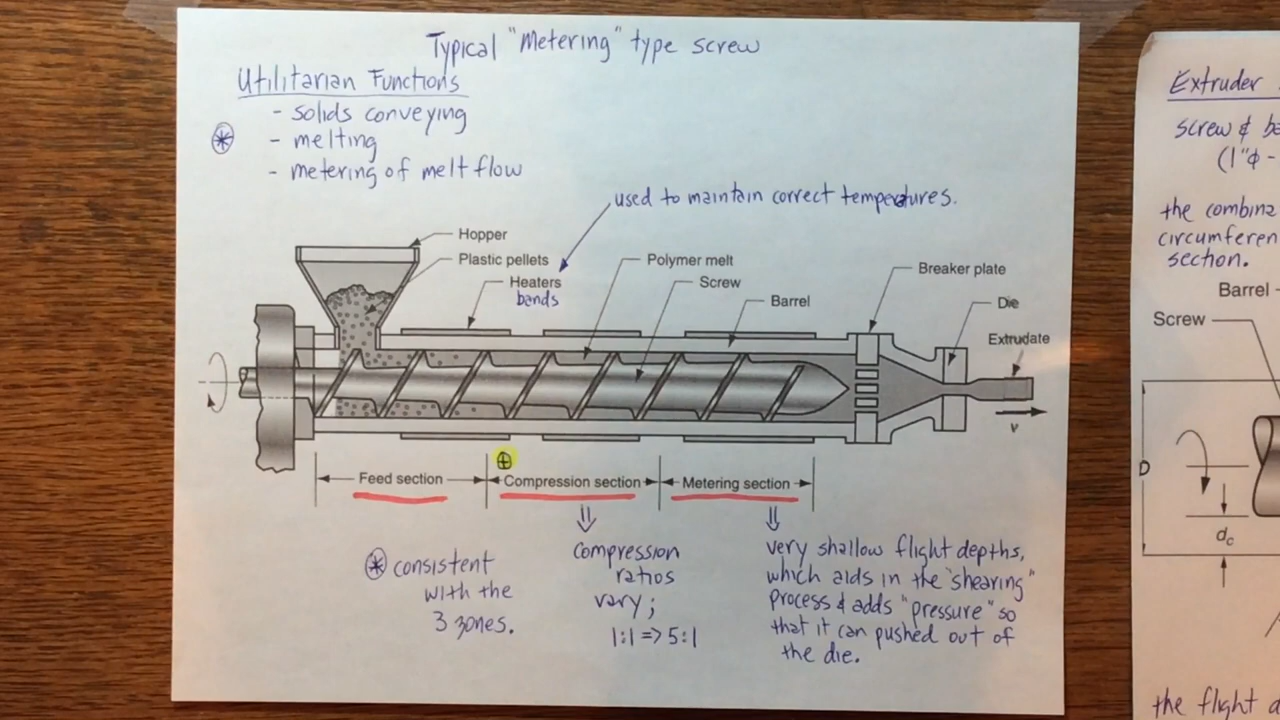 Typical "Metering" type screw
Utilitarian Functions
- solids conveying
* - melting
- metering of melt flow
used to maintain correct temperatures.
Hopper
Plastic pellets
Heaters
bands
Polymer melt
Screw
Barrel
Breaker plate
Die
Extrudate
v
+
Feed section
Compression section
Metering section
* consistent
with the
3 zones.
Compression
ratios
vary;
1:1 => 5:1
very shallow flight depths,
which aids in the "shearing"
process & adds "pressure" so
that it can pushed out of
the die.
Extruder
screw &
(1"φ -
the
circumferen
section.
Barrel
Screw
D
dc
the flight